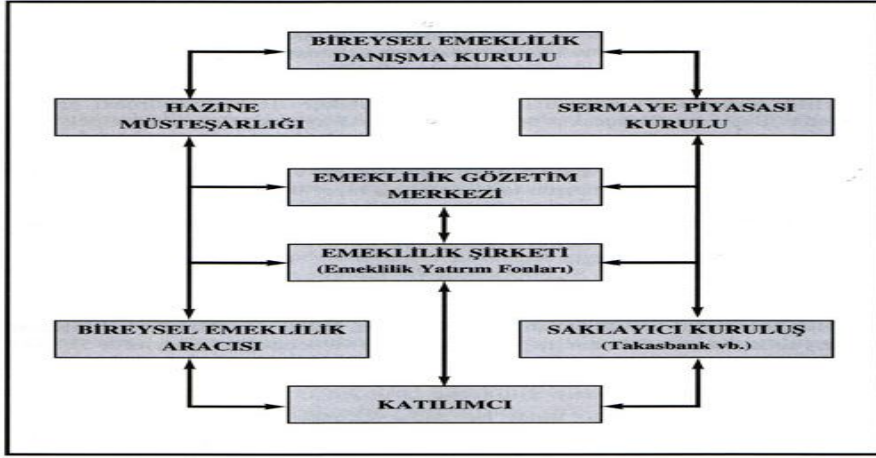 BİREYSEL EMEKLİLİK
DANIŞMA KURULU
HAZİNE
MÜSTEŞARLIĞI
SERMAYE PİYASASI
KURULU
EMEKLİLİK GÖZETİM
MERKEZİ
EMEKLİLİK ŞİRKETİ
(Emeklilik Yatırım Fonları)
BİREYSEL EMEKLİLİK
ARACISI
SAKLAYICI KURULUŞ
(Takasbank vb.)
KATILIMCI